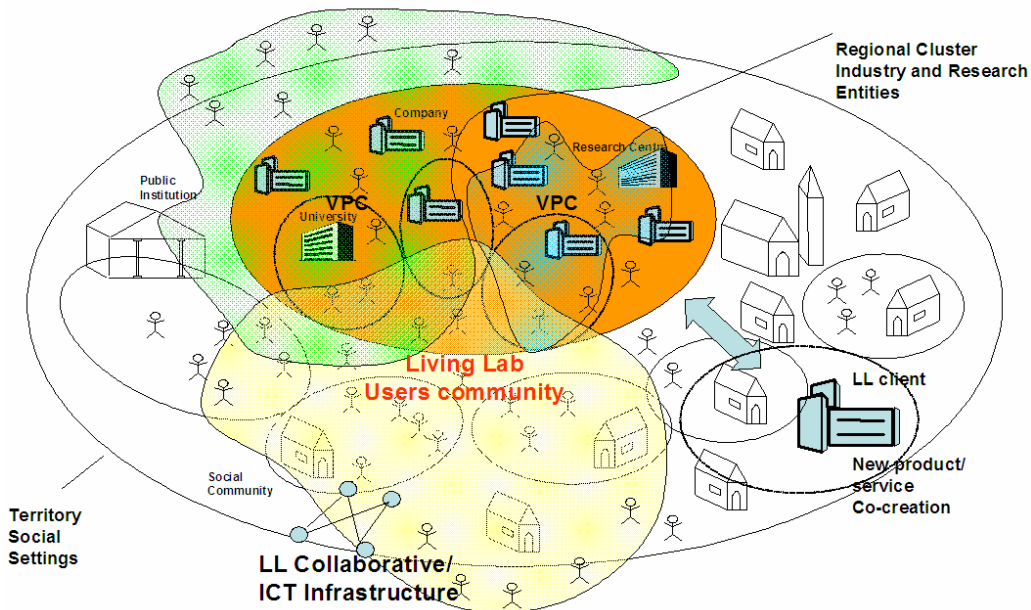 Regional Cluster
Industry and Research
Entities
Company
Research Centre
Public
Institution
VPC
VPC
University
Living Lab
Users community
LL client
New product/
service
Co-creation
Social
Community
Territory
Social
Settings
LL Collaborative/
ICT Infrastructure